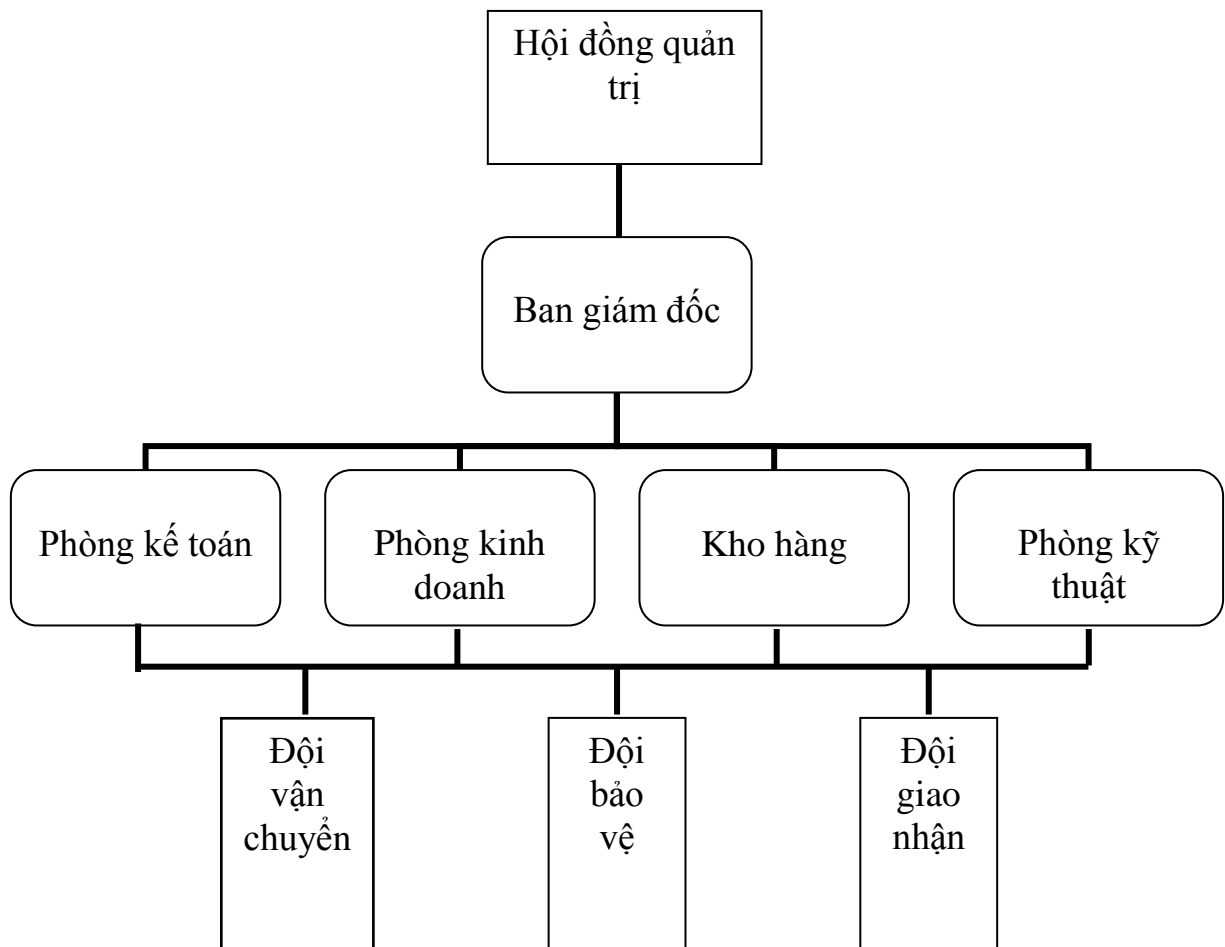 Hội đồng quản
trị
Ban giám đốc
Phòng kế toán
Phòng kinh
doanh
Kho hàng
Phòng kỹ
thuật
Đội
vận
chuyển
Đội
bảo
vệ
Đội
giao
nhận